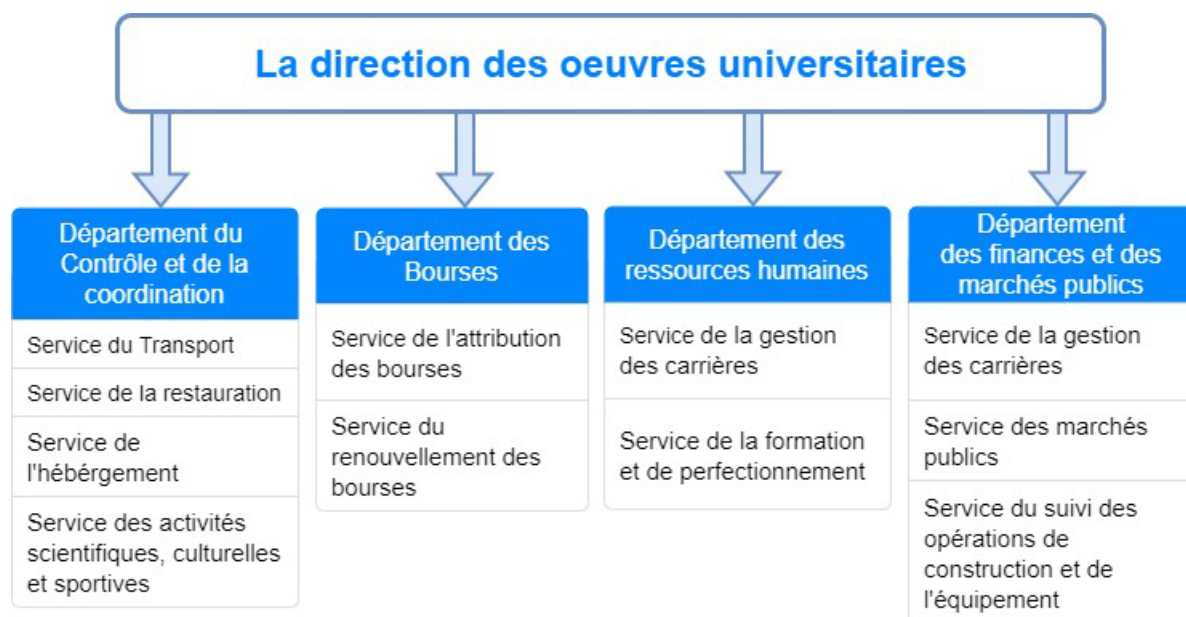 La direction des oeuvres universitaires
Département du
Contrôle et de la
coordination
Service du Transport
Service de la restauration
Service de
l'hébérgement
Service des activités
scientifiques, culturelles
et sportives
Département des
Bourses
Service de l'attribution
des bourses
Service du
renouvellement des
bourses
Département des
ressources humaines
Service de la gestion
des carrières
Service de la formation
et de perfectionnement
Département
des finances et des
marchés publics
Service de la gestion
des carrières
Service des marchés
publics
Service du suivi des
opérations de
construction et de
l'équipement